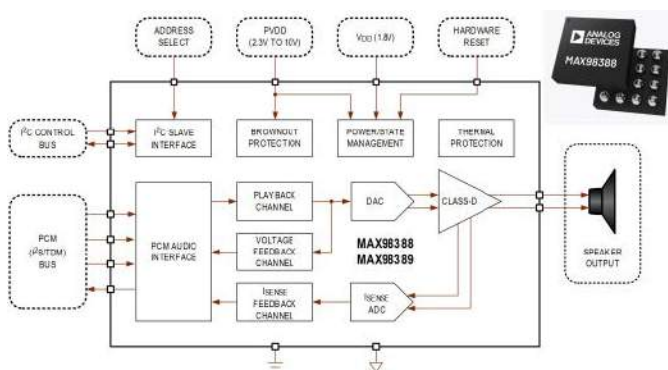 ADDRESS
SELECT
PVDD
(2.3V TO 10V)
VDD (1.8V)
HARDWARE
RESET
ANALOG
DEVICES
MAX98388
I²C CONTROL
BUS
I²C SLAVE
INTERFACE
BROWNOUT
PROTECTION
POWER/STATE
MANAGEMENT
THERMAL
PROTECTION
PCM
(I²S/TDM)
BUS
PCM AUDIO
INTERFACE
PLAYBACK
CHANNEL
DAC
CLASS-D
VOLTAGE
FEEDBACK
CHANNEL
MAX98388
MAX98389
ISENSE
FEEDBACK
CHANNEL
ISENSE
ADC
SPEAKER
OUTPUT